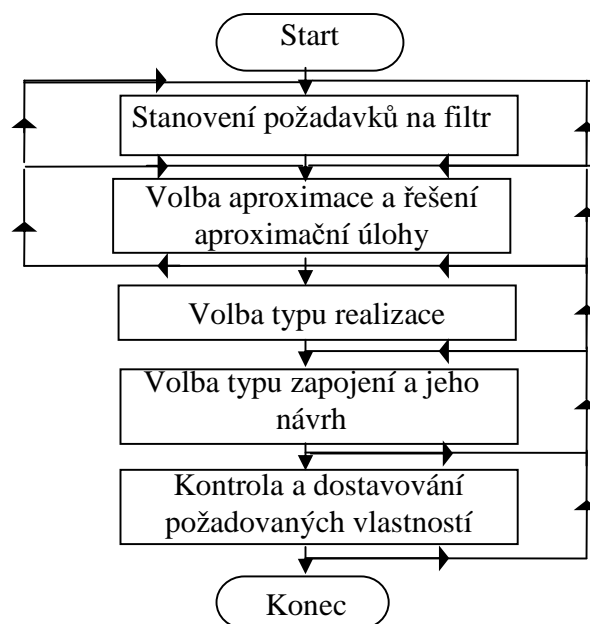 Start
Stanovení požadavků na filtr
Volba aproximace a řešení
aproximační úlohy
Volba typu realizace
Volba typu zapojení a jeho
návrh
Kontrola a dostavování
požadovaných vlastností
Konec